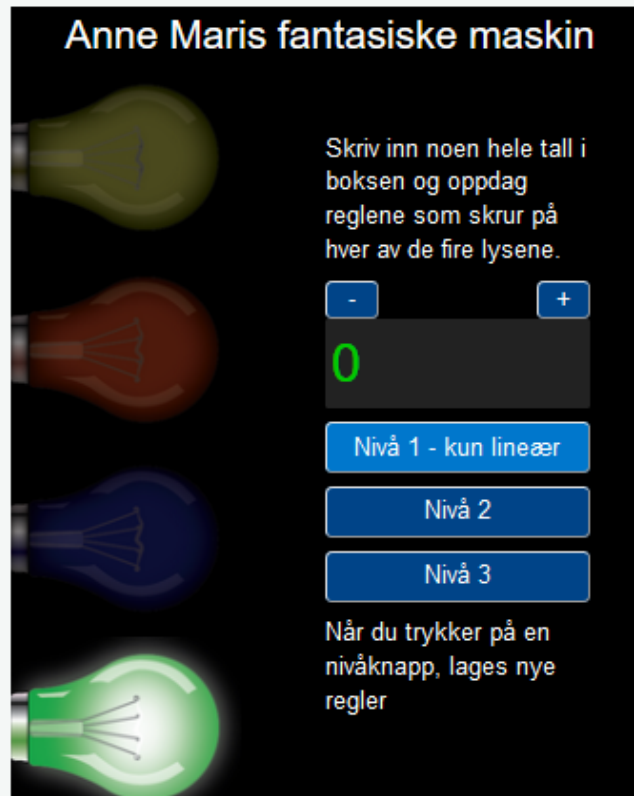 Anne Maris fantasiske maskin
Skriv inn noen hele tall i
boksen og oppdag
reglene som skrur på
hver av de fire lysene.
- +
0
Nivå 1 - kun lineær
Nivå 2
Nivå 3
Når du trykker på en
nivåknapp, lages nye
regler